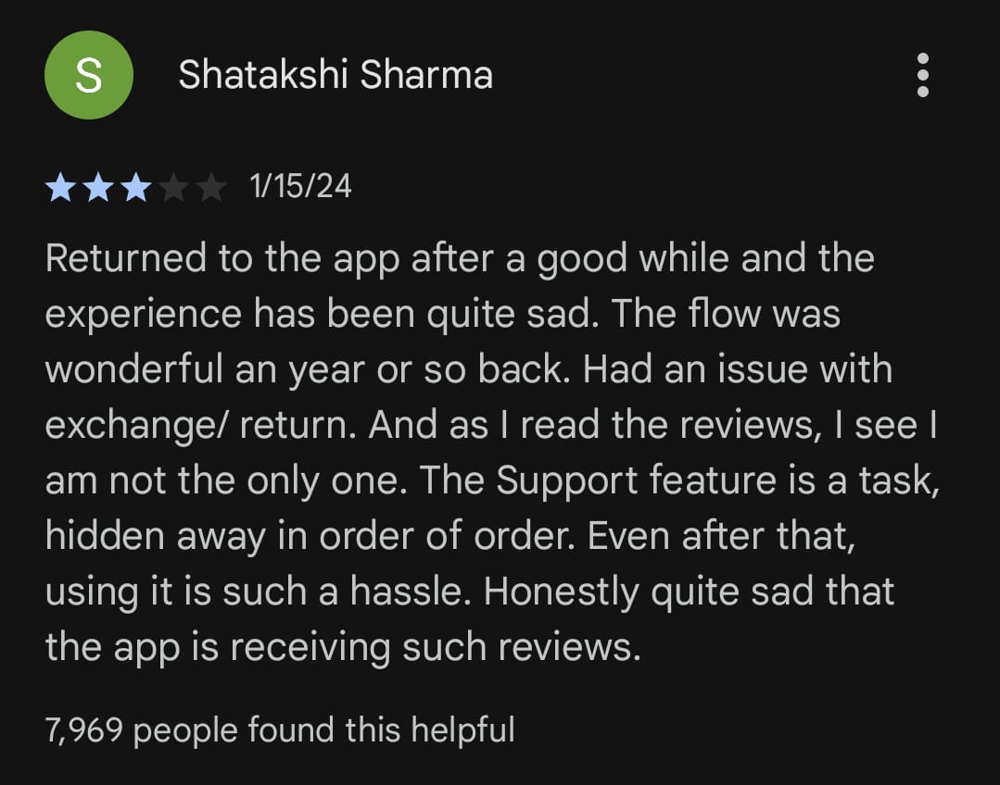 S
Shatakshi Sharma
1/15/24
Returned to the app after a good while and the
experience has been quite sad. The flow was
wonderful an year or so back. Had an issue with
exchange/ return. And as I read the reviews, I see I
am not the only one. The Support feature is a task,
hidden away in order of order. Even after that,
using it is such a hassle. Honestly quite sad that
the app is receiving such reviews.
7,969 people found this helpful